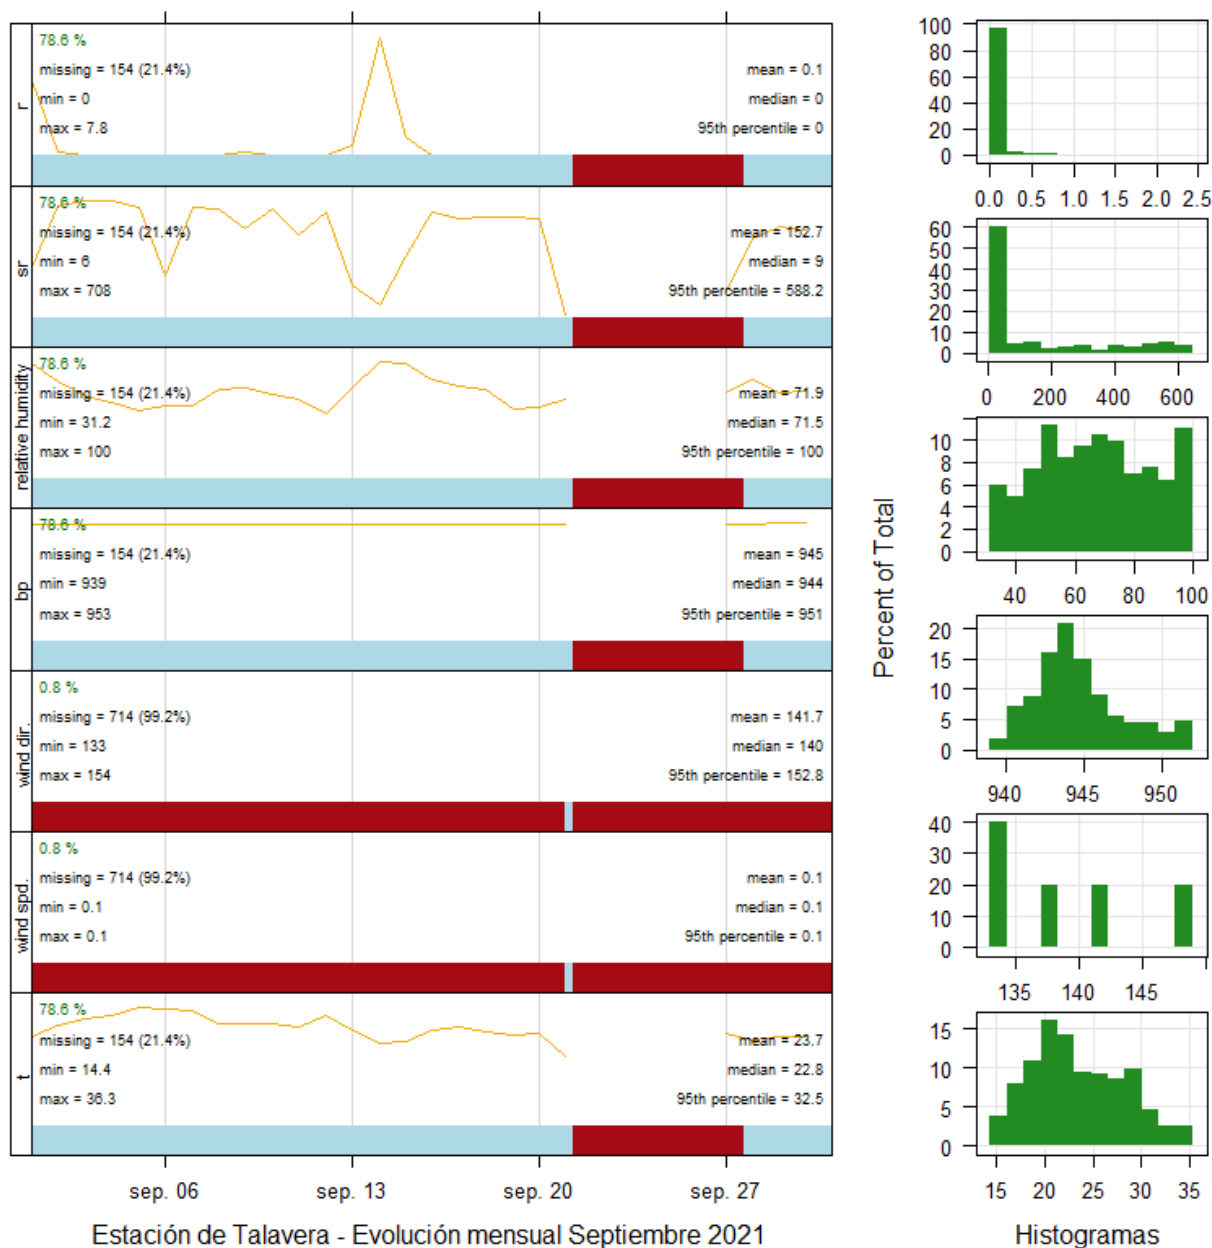 r
78.6 %
missing = 154 (21.4%)
min = 0
max = 7.8
mean = 0.1
median = 0
95th percentile = 0
sr
78.6 %
missing = 154 (21.4%)
min = 6
max = 708
mean = 152.7
median = 9
95th percentile = 588.2
relative humidity
78.6 %
missing = 154 (21.4%)
min = 31.2
max = 100
mean = 71.9
median = 71.5
95th percentile = 100
bp
78.6 %
missing = 154 (21.4%)
min = 939
max = 953
mean = 945
median = 944
95th percentile = 951
wind dir.
0.8 %
missing = 714 (99.2%)
min = 133
max = 154
mean = 141.7
median = 140
95th percentile = 152.8
wind spd.
0.8 %
missing = 714 (99.2%)
min = 0.1
max = 0.1
mean = 0.1
median = 0.1
95th percentile = 0.1
t
78.6 %
missing = 154 (21.4%)
min = 14.4
max = 36.3
mean = 23.7
median = 22.8
95th percentile = 32.5
sep. 06 sep. 13 sep. 20 sep. 27
Estación de Talavera - Evolución mensual Septiembre 2021
Percent of Total
100
80
60
40
20
0
0.0 0.5 1.0 1.5 2.0 2.5
60
50
40
30
20
10
0
0 200 400 600
10
8
6
4
2
0
40 60 80 100
20
15
10
5
0
940 945 950
40
30
20
10
0
135 140 145
15
10
5
0
15 20 25 30 35
Histogramas